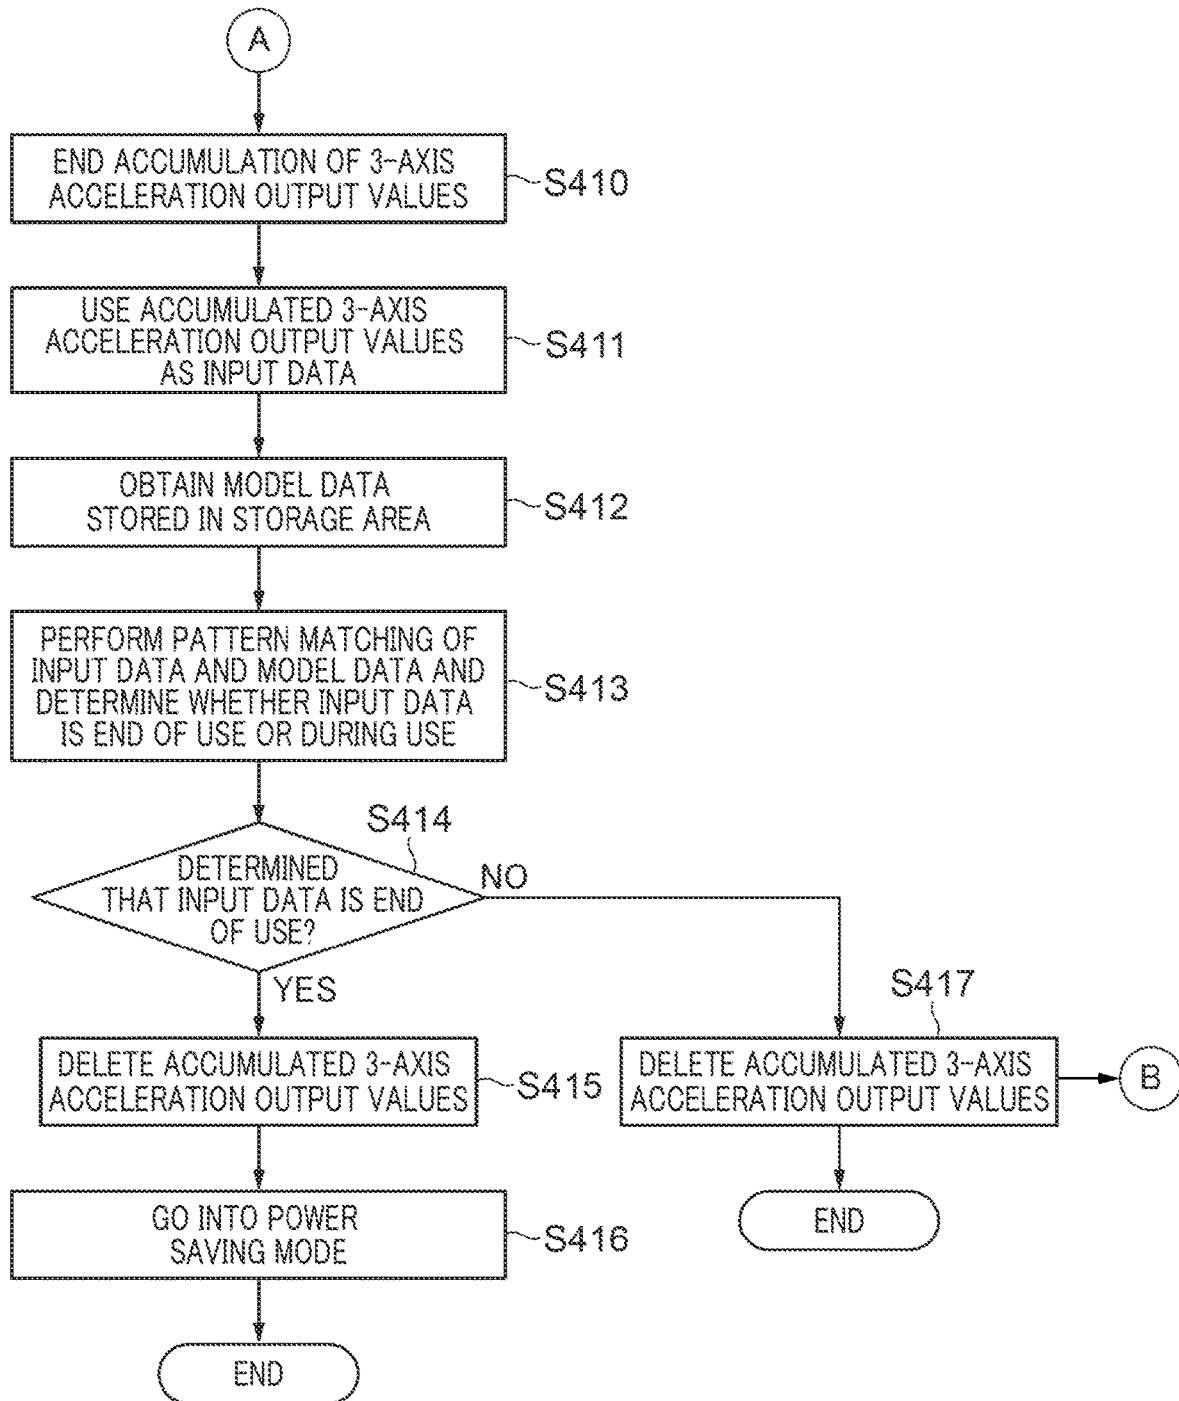 A
END ACCUMULATION OF 3-AXIS
ACCELERATION OUTPUT VALUES
S410
USE ACCUMULATED 3-AXIS
ACCELERATION OUTPUT VALUES
AS INPUT DATA
S411
OBTAIN MODEL DATA
STORED IN STORAGE AREA
S412
PERFORM PATTERN MATCHING OF
INPUT DATA AND MODEL DATA AND
DETERMINE WHETHER INPUT DATA
IS END OF USE OR DURING USE
S413
S414
DETERMINED
THAT INPUT DATA IS END
OF USE?
NO
YES
DELETE ACCUMULATED 3-AXIS
ACCELERATION OUTPUT VALUES
S415
S417
DELETE ACCUMULATED 3-AXIS
ACCELERATION OUTPUT VALUES
B
GO INTO POWER
SAVING MODE
S416
END
END